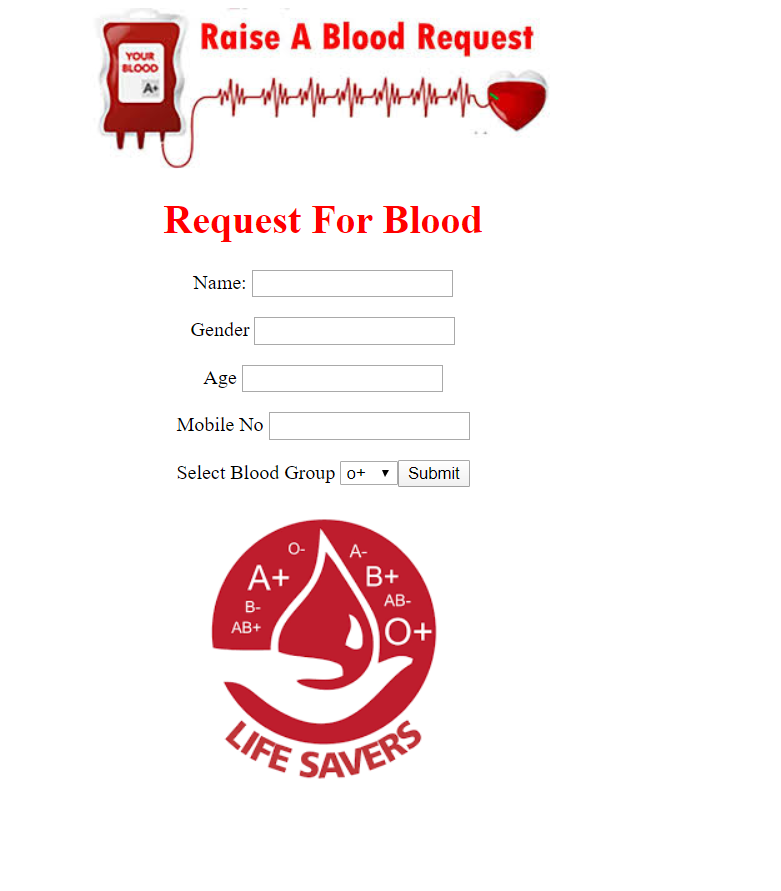 Raise A Blood Request
YOUR
BLOOD
A+
Request For Blood
Name:
Gender
Age
Mobile No
Select Blood Group o+ Submit
O- A-
A+ B+
B- AB-
AB+ O+
LIFE SAVERS